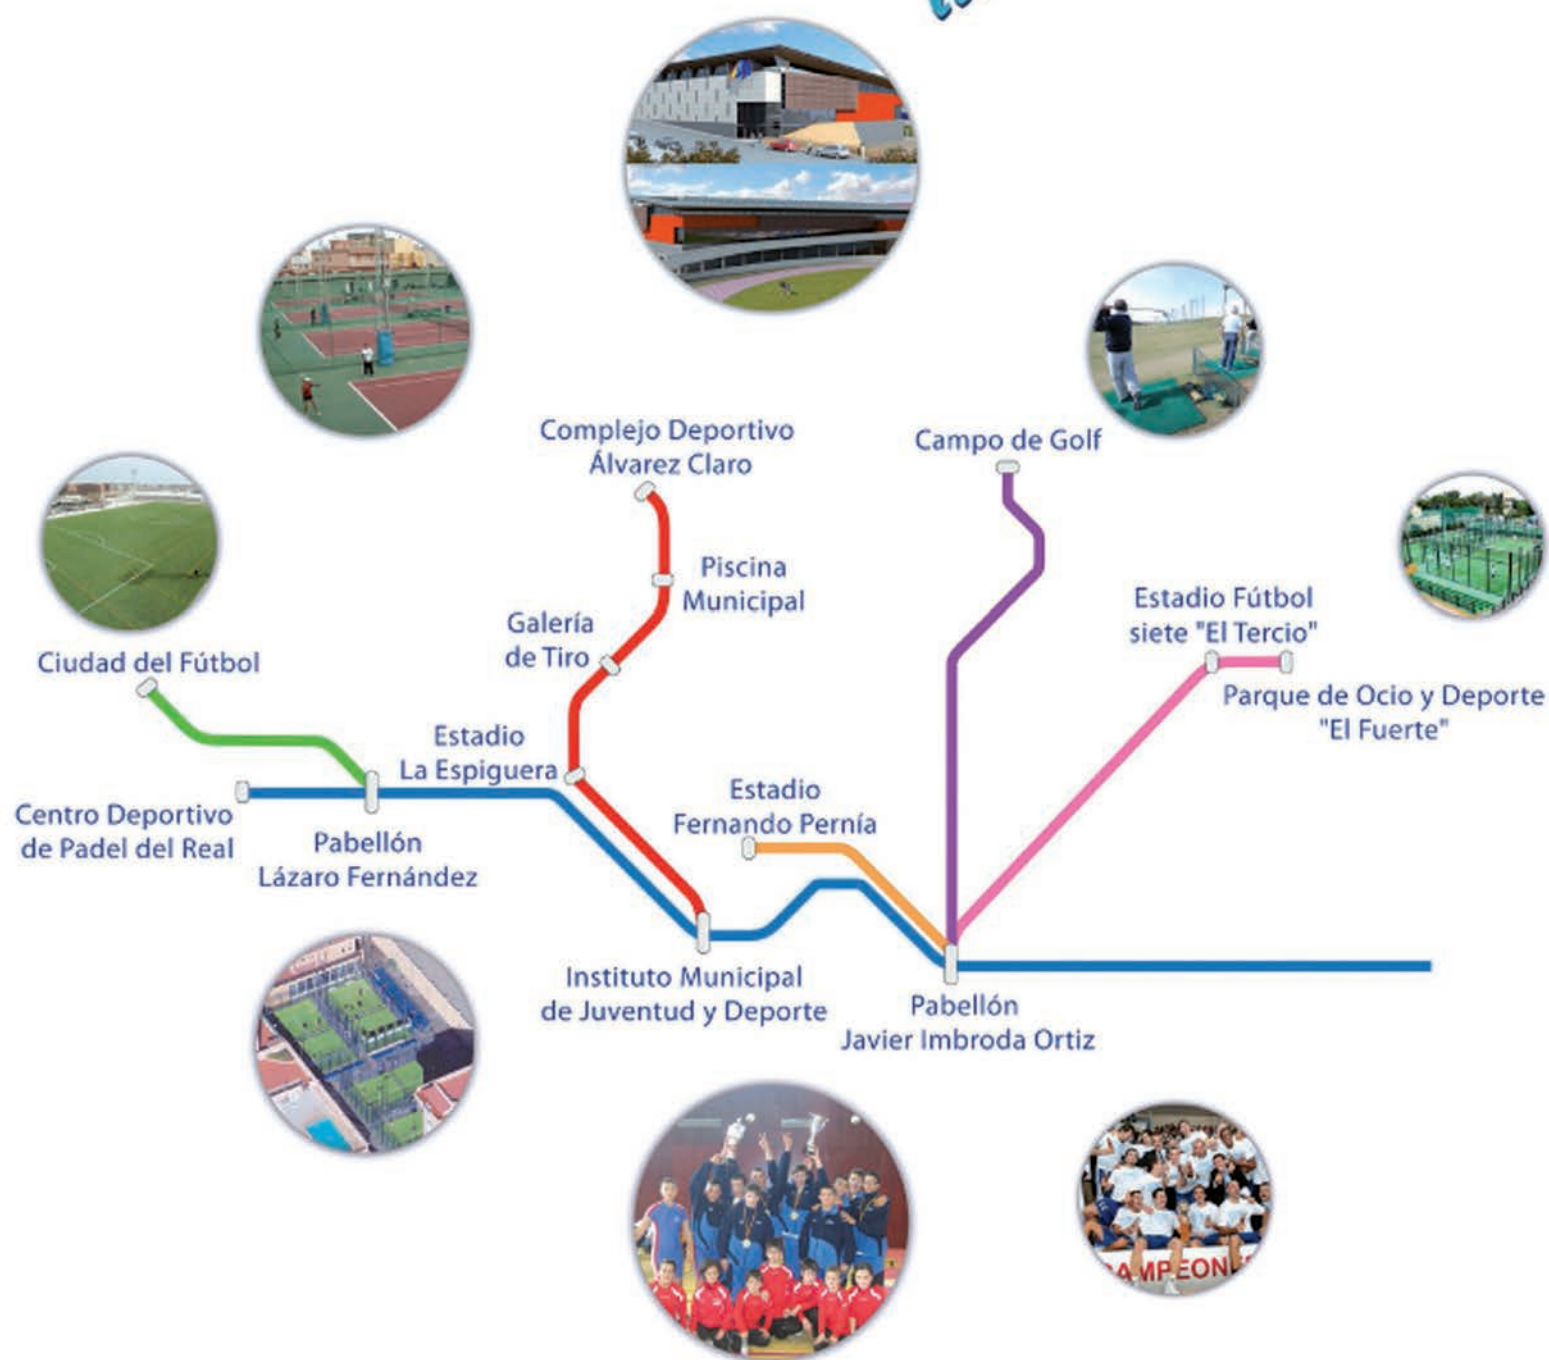 Complejo Deportivo
Álvarez Claro
Campo de Golf
Piscina
Municipal
Estadio Fútbol
siete "El Tercio"
Galería
de Tiro
Ciudad del Fútbol
Parque de Ocio y Deporte
"El Fuerte"
Estadio
La Espiguera
Estadio
Fernando Pernía
Centro Deportivo
de Padel del Real
Pabellón
Lázaro Fernández
Instituto Municipal
de Juventud y Deporte
Pabellón
Javier Imbroda Ortiz